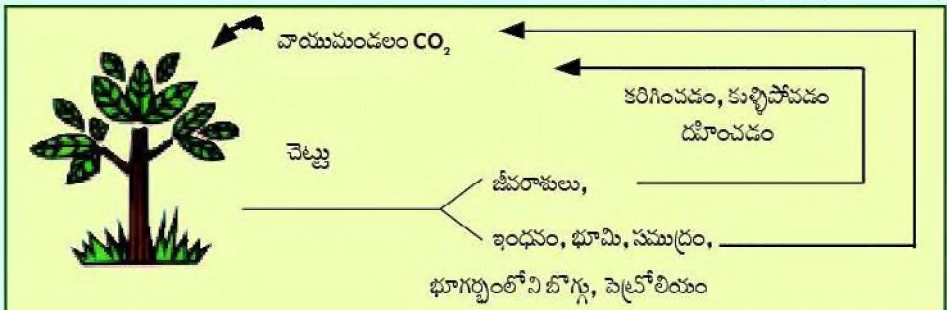 వాయుమండలం CO₂
కరిగించడం, కుళ్ళిపోవడం
దహించడం
చెట్టు
జీవరాశులు,
ఇంధనం, భూమి, సముద్రం,
భూగర్భంలోని బొగ్గు, పెట్రోలియం